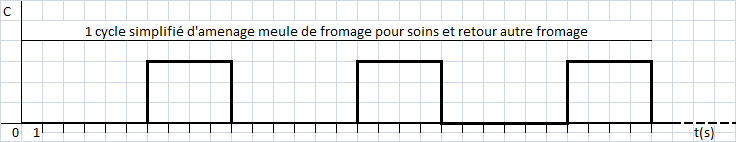 C
1 cycle simplifié d'amenage meule de fromage pour soins et retour autre fromage
0 1 t(s)